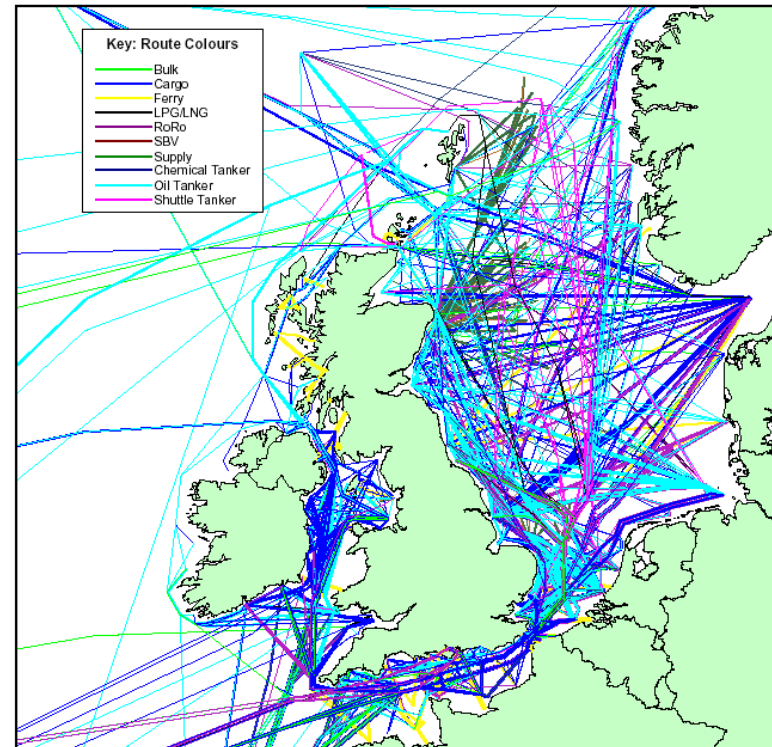 Key: Route Colours
Bulk
Cargo
Ferry
LPG/LNG
RoRo
SBV
Supply
Chemical Tanker
Oil Tanker
Shuttle Tanker